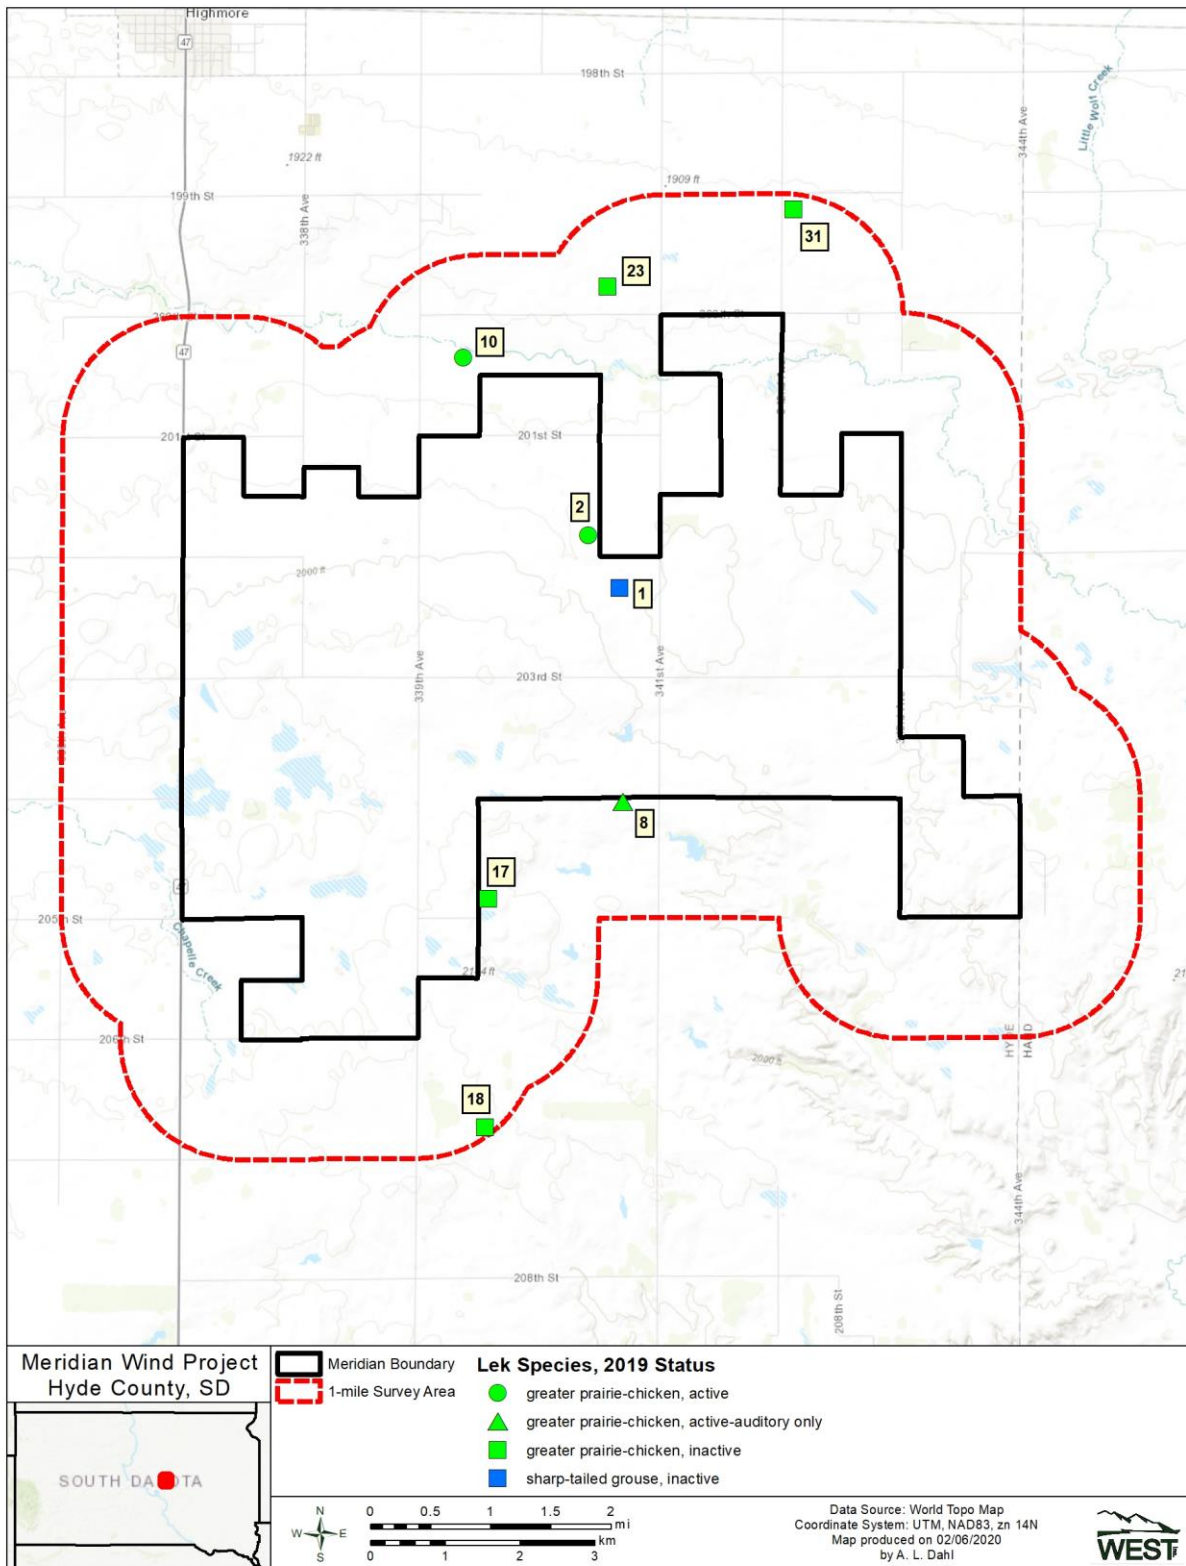 Highmore
47
198th St
Little Wolf Creek
344th Ave
1922 ft
1909 ft
199th St
338th Ave
31
23
10
47
201st St
2
2000 ft
1
339th Ave
203rd St
341st Ave
8
17
47
205th St
Chapelle Creek
206th St
HYDE
HAND
2000 ft
18
344th Ave
208th St
208th St
Meridian Wind Project
Hyde County, SD
SOUTH DAKOTA
Meridian Boundary
1-mile Survey Area
Lek Species, 2019 Status
greater prairie-chicken, active
greater prairie-chicken, active-auditory only
greater prairie-chicken, inactive
sharp-tailed grouse, inactive
N
W E
S
0 0.5 1 1.5 2
mi
km
0 1 2 3
Data Source: World Topo Map
Coordinate System: UTM, NAD83, zn 14N
Map produced on 02/06/2020
by A. L. Dahl
WEST